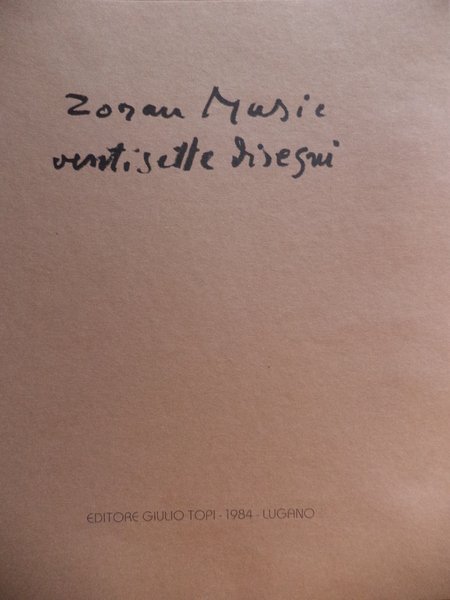 Zoran Music
ventisette disegni
EDITORE GIULIO TOPI - 1984 - LUGANO